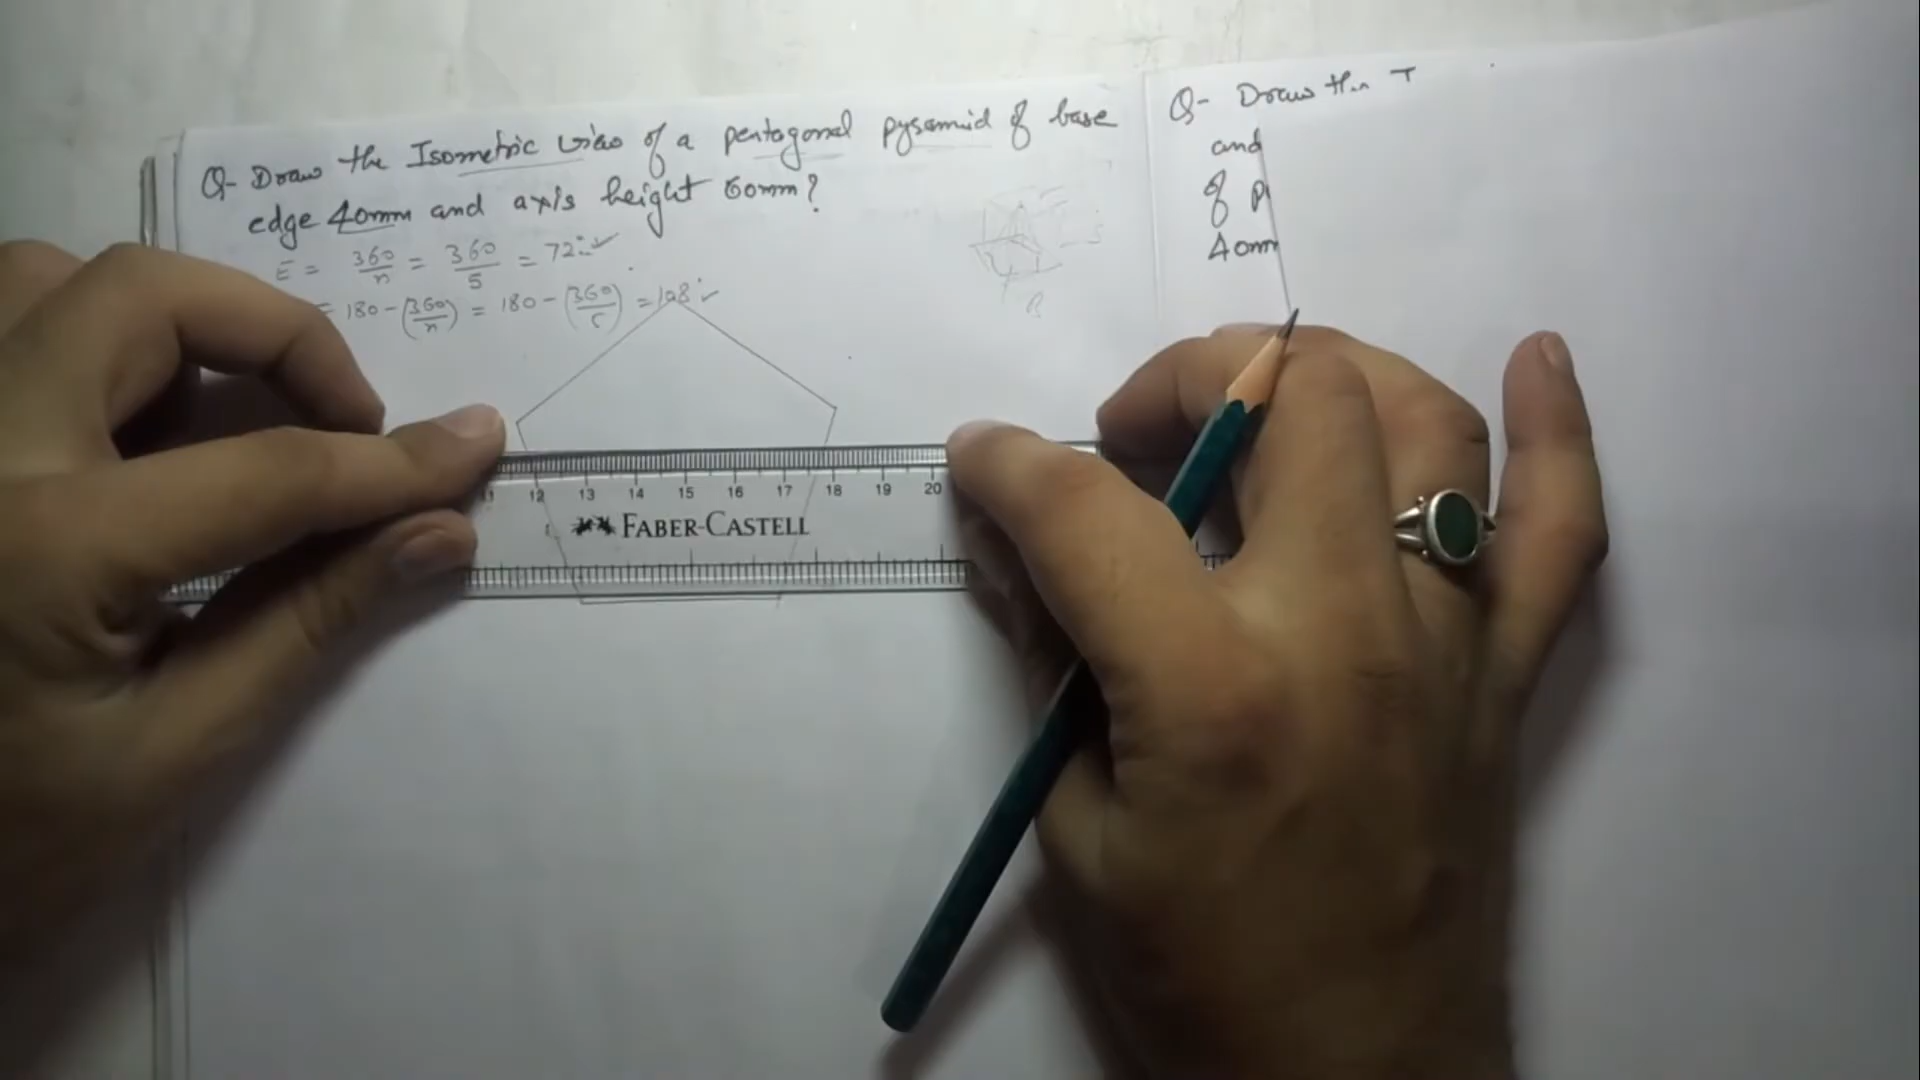 Q- Draw the Isometric view of a pentagonal pyramid of base
edge 40mm and axis height 60mm?
E = 360/n = 360/5 = 72° ✓
= 180 - (360/n) = 180 - (360/5) = 108° ✓
Q- Draw the
and
of
40mm
11 12 13 14 15 16 17 18 19 20
FABER-CASTELL